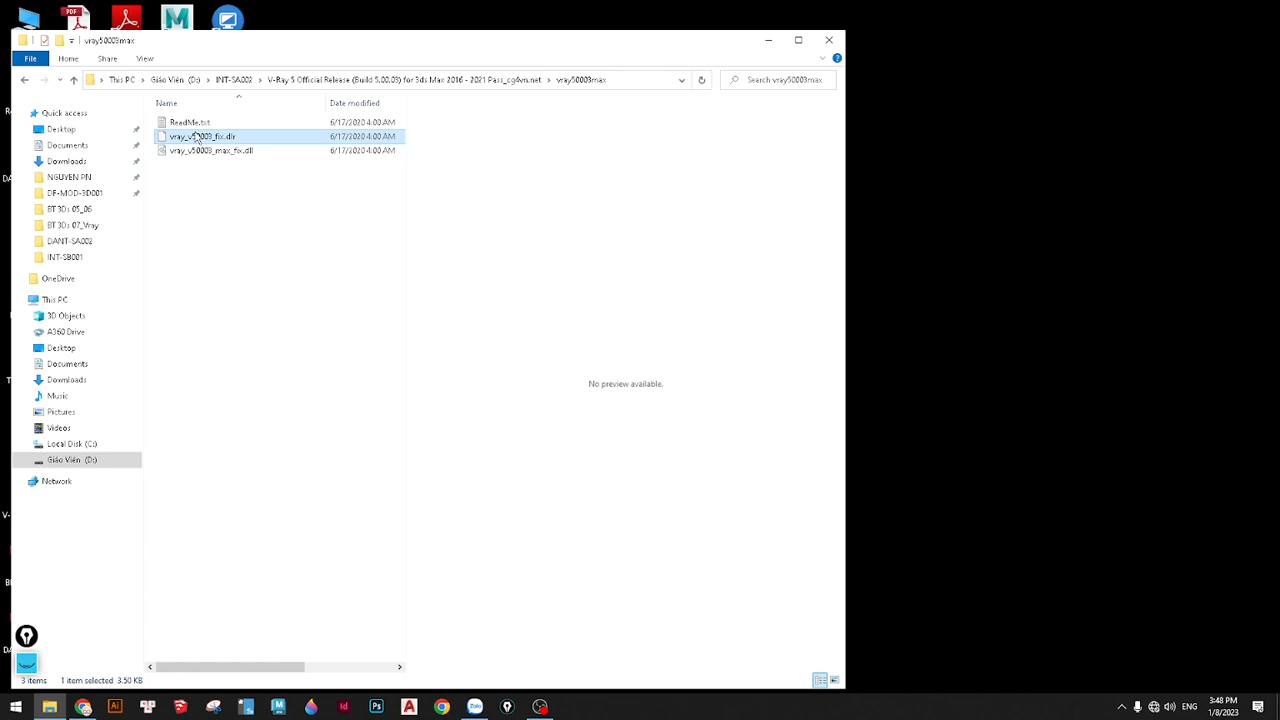 vray50003max
File Home Share View
This PC Giáo Viên (D:) INT-SA002 V-Ray 5 Official Release (Build 5.00.03) for 3ds Max 2016 - 2021 Pass_cg4vn.net vray50003max
Search vray50003max
Name Date modified
ReadMe.txt 6/17/2020 4:00 AM
vray_v50003_fix.dlr 6/17/2020 4:00 AM
vray_v50003_max_fix.dll 6/17/2020 4:00 AM
Quick access
Desktop
Documents
Downloads
NGUYEN PN
DF-MOD-3D001
BT 3Ds 05_06
BT 3Ds 07_Vray
DANT-SA002
INT-SB001
OneDrive
This PC
3D Objects
A360 Drive
Desktop
Documents
Downloads
Music
Pictures
Videos
Local Disk (C:)
Giáo Viên (D:)
Network
No preview available.
3 items 1 item selected 3.50 KB
ENG
3:48 PM
1/8/2023